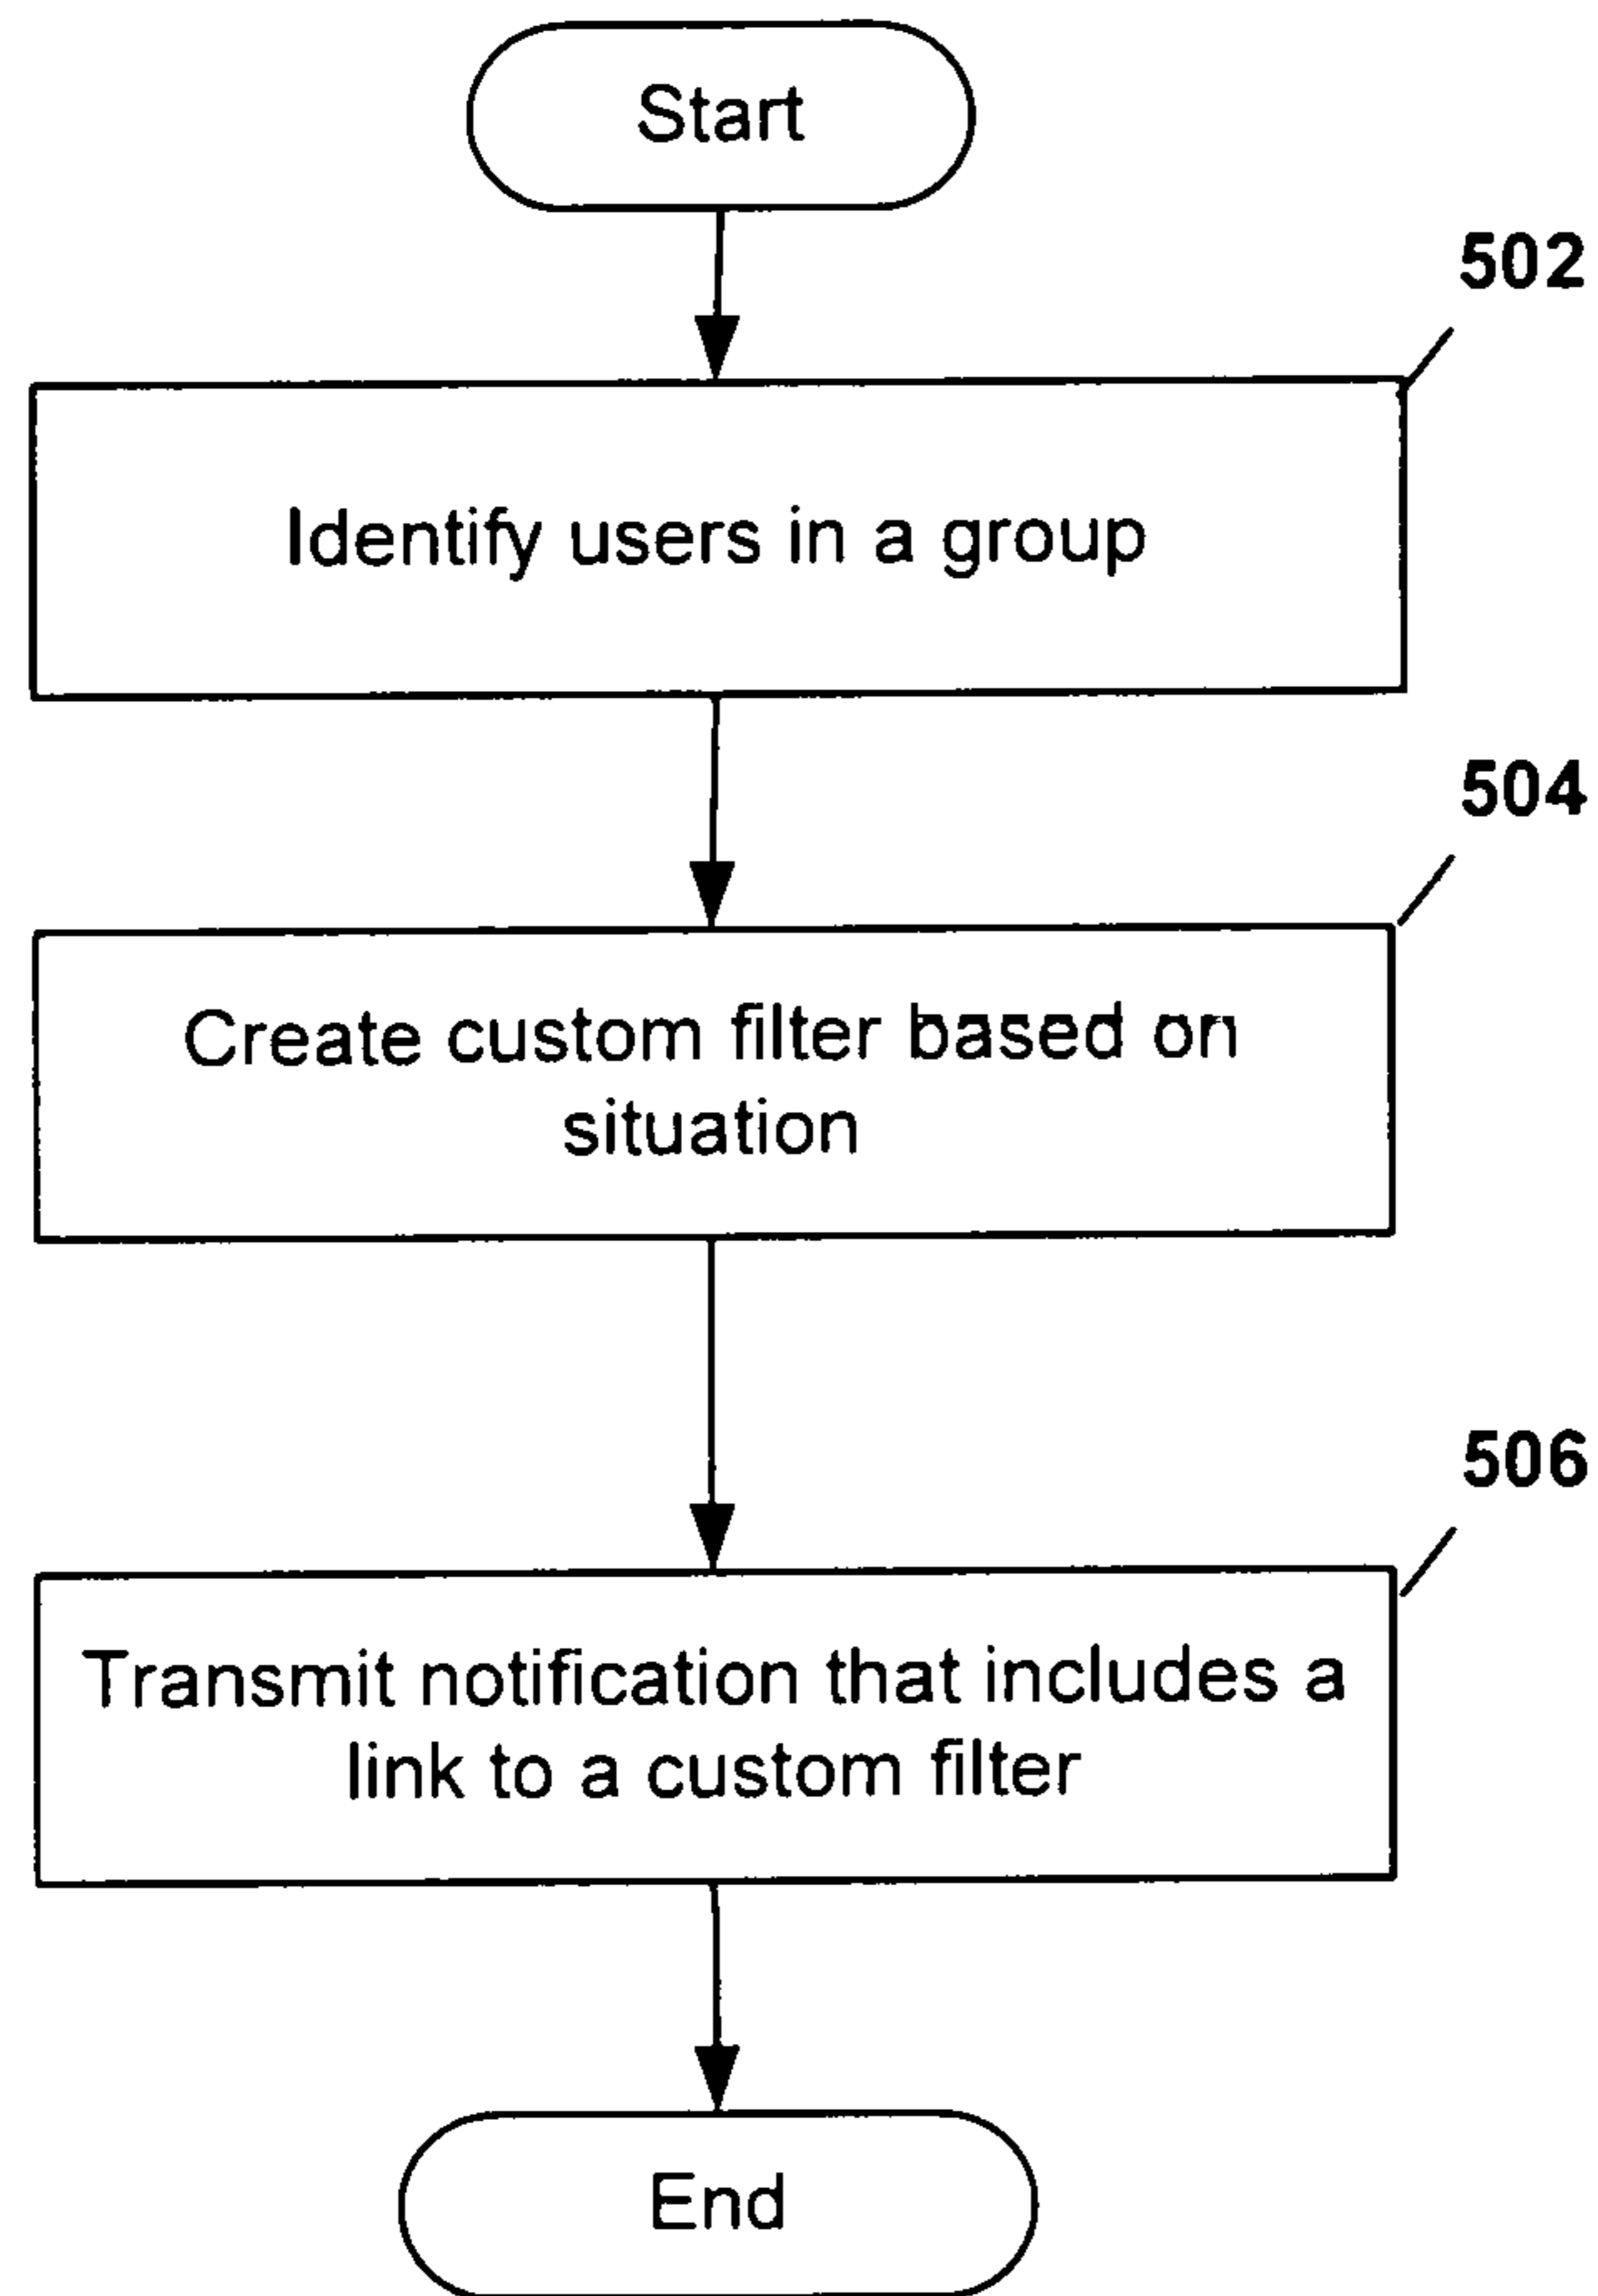 Start
502
Identify users in a group
504
Create custom filter based on
situation
506
Transmit notification that includes a
link to a custom filter
End